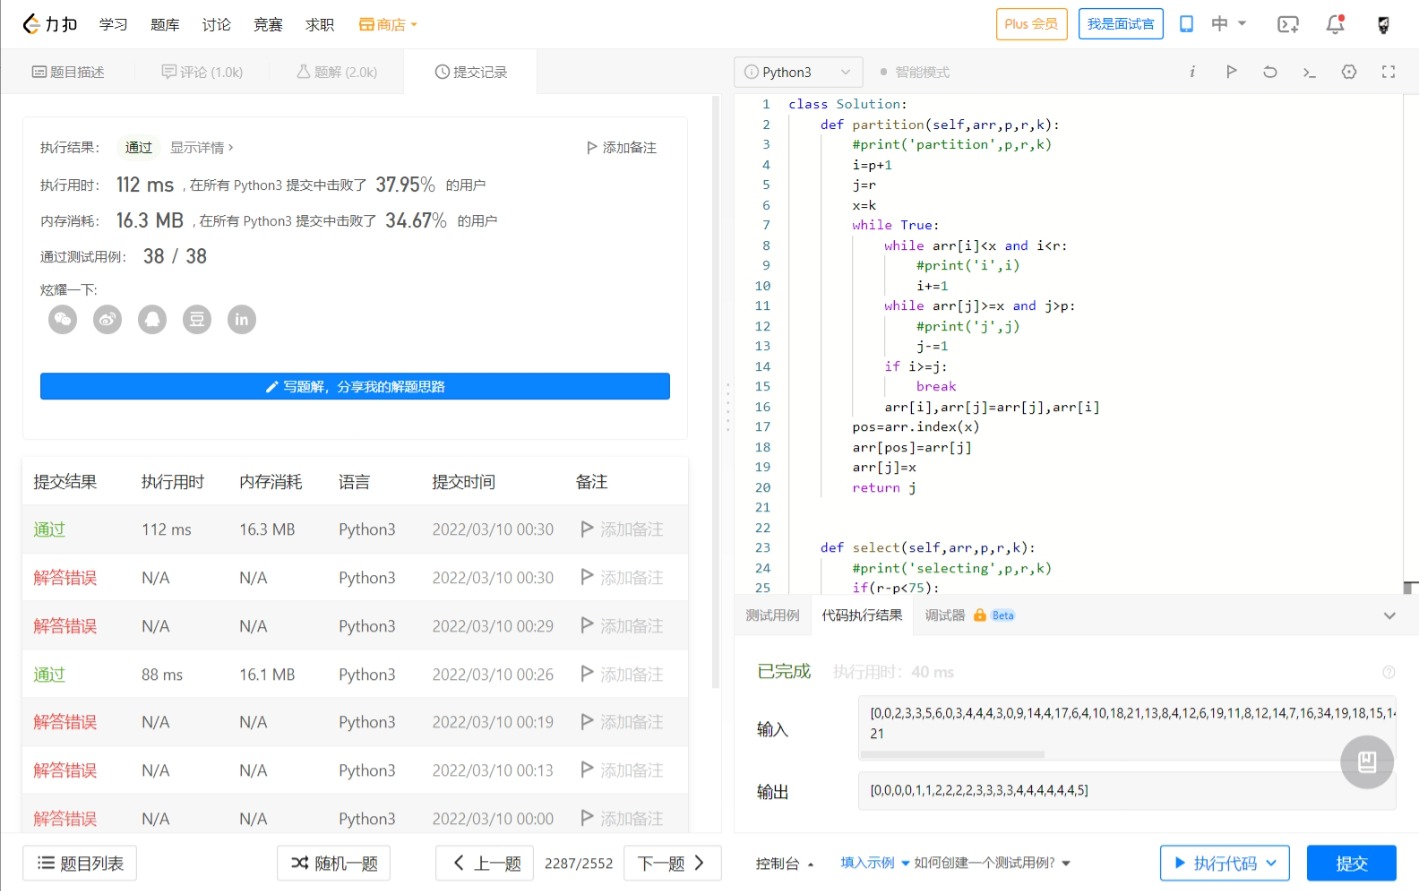 力扣 学习 题库 讨论 竞赛 求职 商店 Plus 会员 我是面试官 中
题目描述 评论 (1.0k) 题解 (2.0k) 提交记录
执行结果： 通过 显示详情 › 添加备注
执行用时： 112 ms , 在所有 Python3 提交中击败了 37.95% 的用户
内存消耗： 16.3 MB , 在所有 Python3 提交中击败了 34.67% 的用户
通过测试用例： 38 / 38
炫耀一下:
豆 in
写题解，分享我的解题思路
提交结果 执行用时 内存消耗 语言 提交时间 备注
通过 112 ms 16.3 MB Python3 2022/03/10 00:30 添加备注
解答错误 N/A N/A Python3 2022/03/10 00:30 添加备注
解答错误 N/A N/A Python3 2022/03/10 00:29 添加备注
通过 88 ms 16.1 MB Python3 2022/03/10 00:26 添加备注
解答错误 N/A N/A Python3 2022/03/10 00:19 添加备注
解答错误 N/A N/A Python3 2022/03/10 00:13 添加备注
解答错误 N/A N/A Python3 2022/03/10 00:00 添加备注
题目列表 随机一题 上一题 2287/2552 下一题
Python3 智能模式 i
1 class Solution:
2 def partition(self,arr,p,r,k):
3 #print('partition',p,r,k)
4 i=p+1
5 j=r
6 x=k
7 while True:
8 while arr[i]<x and i<r:
9 #print('i',i)
10 i+=1
11 while arr[j]>=x and j>p:
12 #print('j',j)
13 j-=1
14 if i>=j:
15 break
16 arr[i],arr[j]=arr[j],arr[i]
17 pos=arr.index(x)
18 arr[pos]=arr[j]
19 arr[j]=x
20 return j
21
22
23 def select(self,arr,p,r,k):
24 #print('selecting',p,r,k)
25 if(r-p<75):
测试用例 代码执行结果 调试器 Beta
已完成 执行用时：40 ms
输入
[0,0,2,3,3,5,6,0,3,4,4,4,3,0,9,14,4,17,6,4,10,18,21,13,8,4,12,6,19,11,8,12,14,7,16,34,19,18,15,14
21
输出
[0,0,0,0,1,1,2,2,2,2,3,3,3,3,4,4,4,4,4,4,5]
控制台 填入示例 如何创建一个测试用例? 执行代码 提交